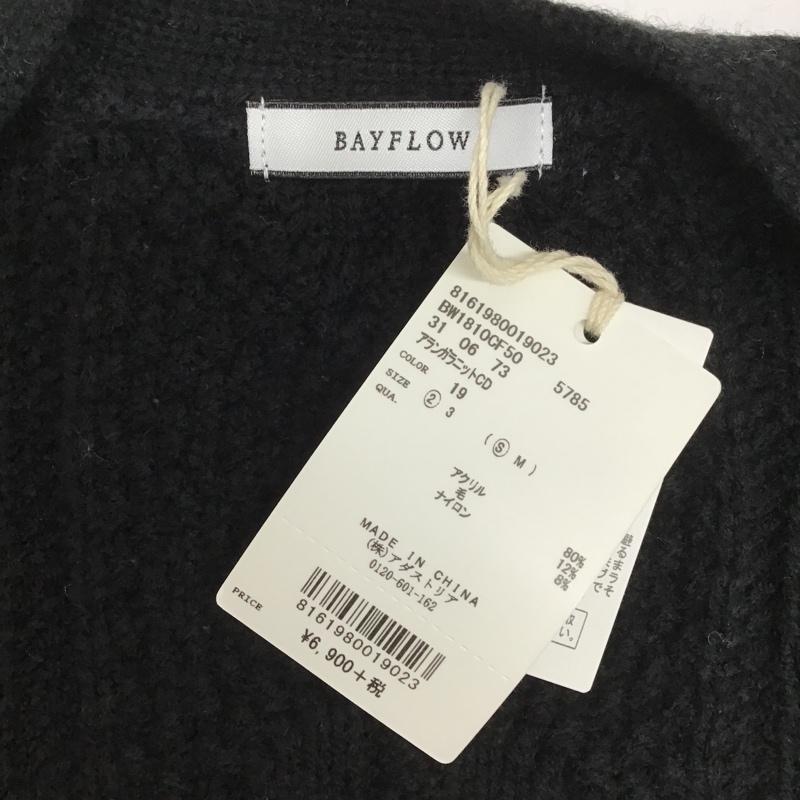 BAYFLOW
8161980019023
BW1810CF50
31 06 73 5785
アランガラニットCD
COLOR 19
SIZE ② 3
QUA. (Ⓢ M)
アクリル 80%
毛 12%
ナイロン 8%
MADE IN CHINA
(株)アダストリア
0120-601-162
PRICE
8161980019023
¥6,900+税